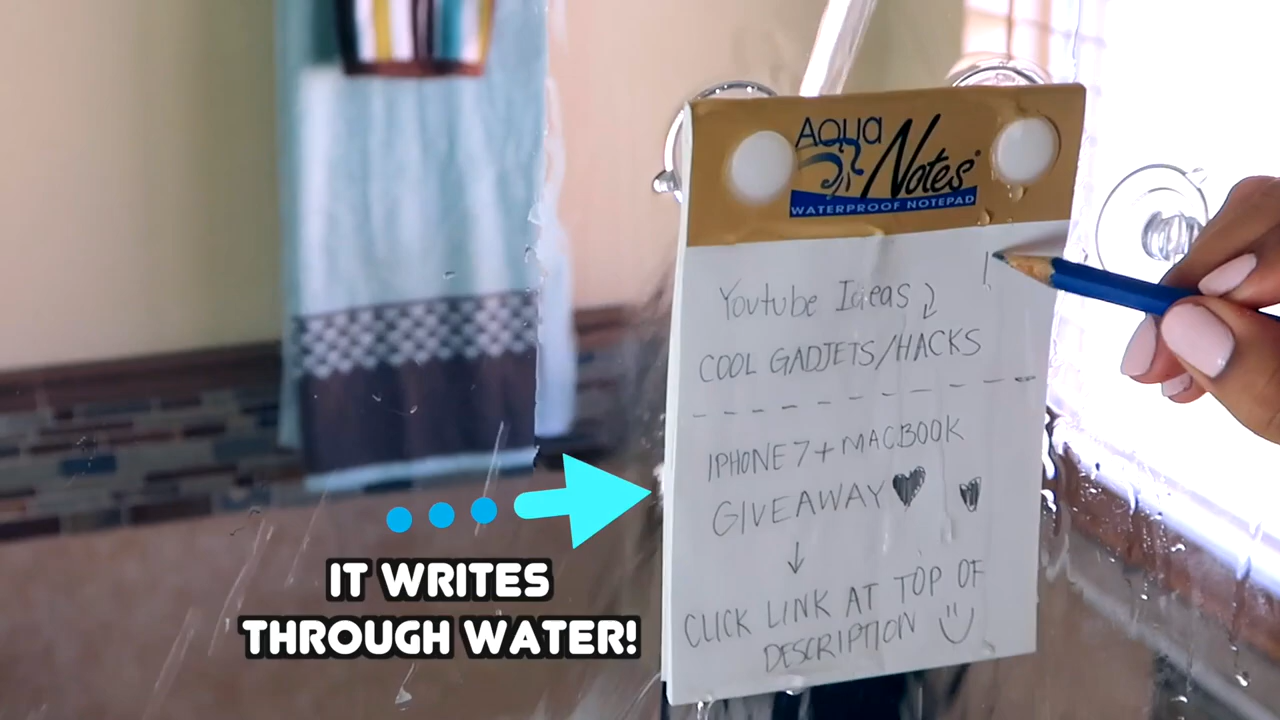 AQUA Notes
WATERPROOF NOTEPAD
Youtube Ideas
COOL GADJETS/HACKS
IPHONE 7 + MACBOOK
GIVEAWAY
CLICK LINK AT TOP OF
DESCRIPTION
IT WRITES
THROUGH WATER!